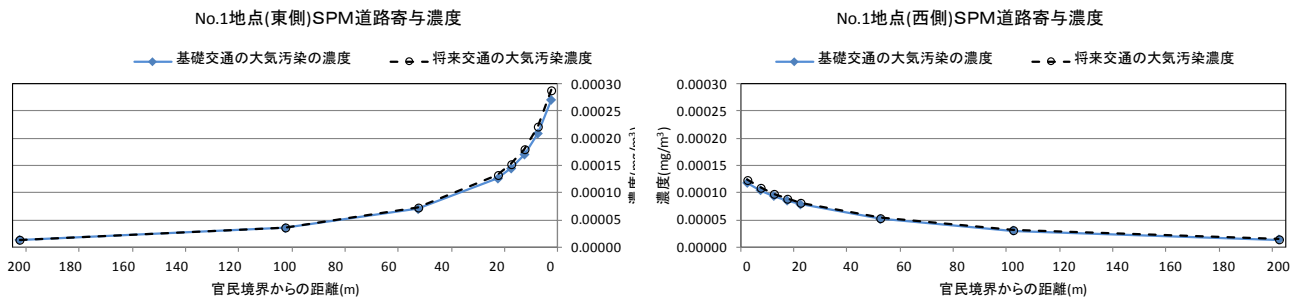 No.1地点(東側)SPM道路寄与濃度
基礎交通の大気汚染の濃度
将来交通の大気汚染濃度
0.00030
0.00025
0.00020
0.00015
0.00010
0.00005
0.00000
濃度(mg/m³)
200 180 160 140 120 100 80 60 40 20 0
官民境界からの距離(m)
No.1地点(西側)SPM道路寄与濃度
基礎交通の大気汚染の濃度
将来交通の大気汚染濃度
濃度(mg/m³)
0.00030
0.00025
0.00020
0.00015
0.00010
0.00005
0.00000
0 20 40 60 80 100 120 140 160 180 200
官民境界からの距離(m)